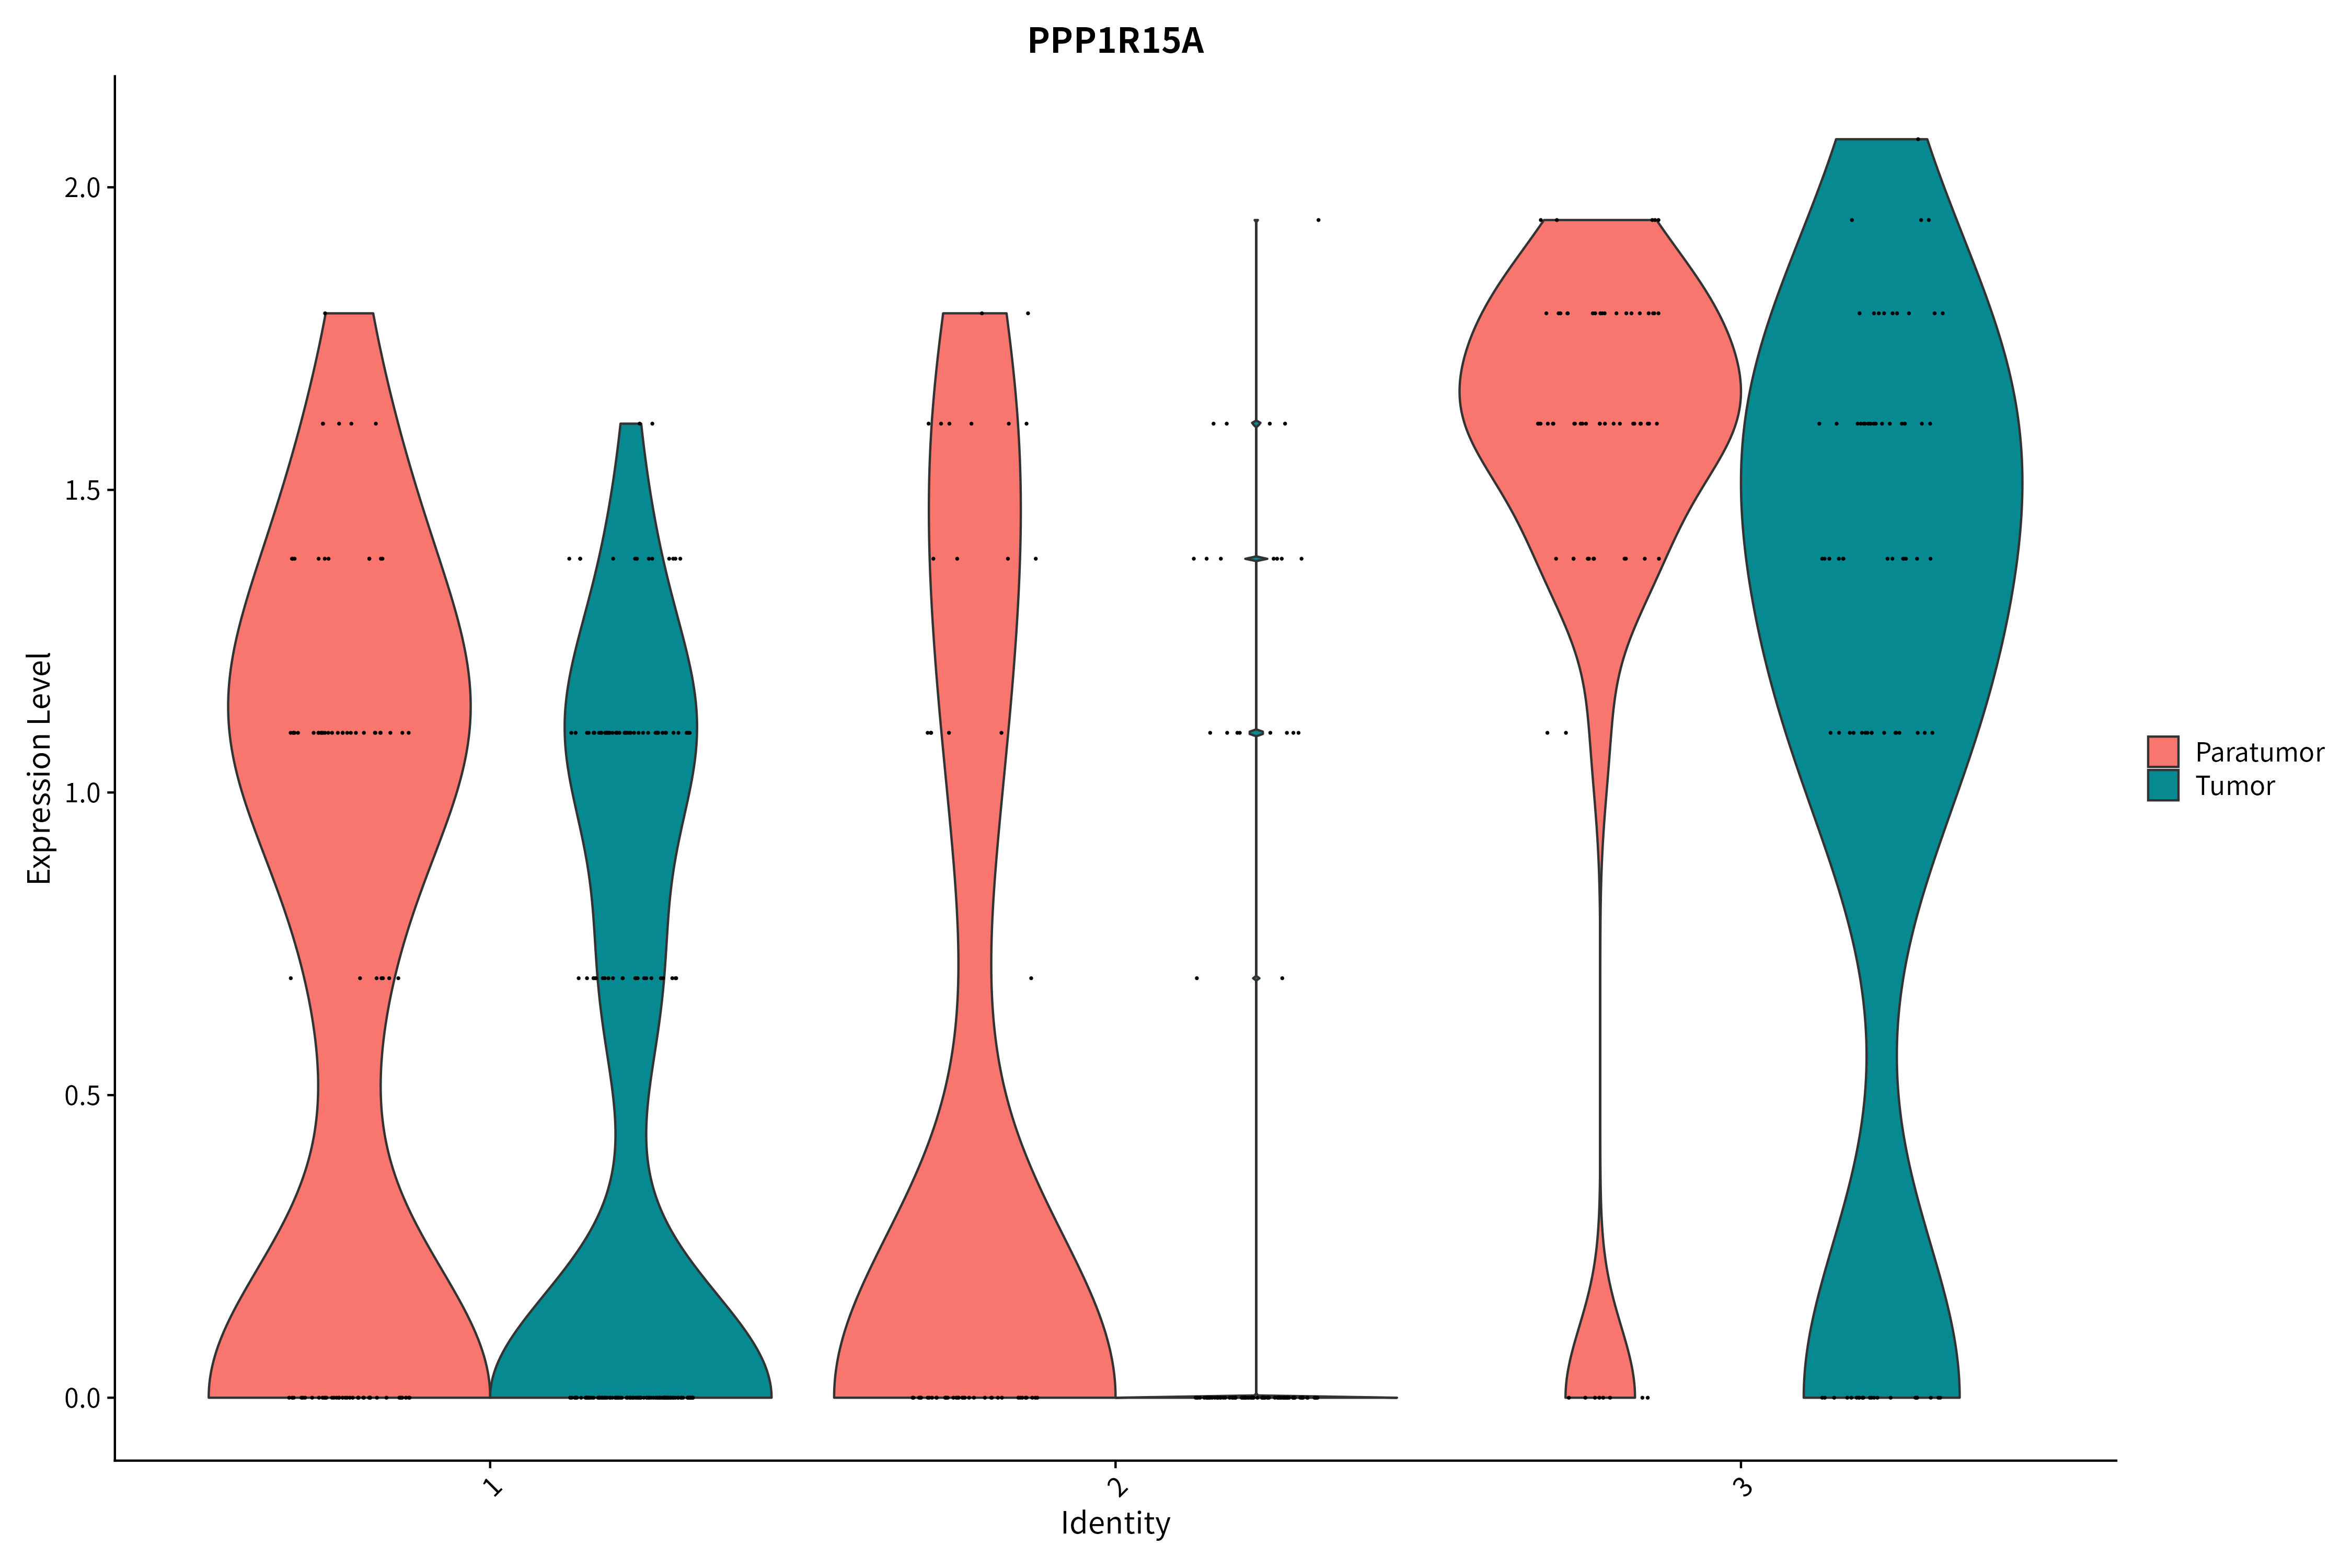 PPP1R15A
Expression Level
2.0
1.5
1.0
0.5
0.0
1
2
3
Identity
Paratumor
Tumor